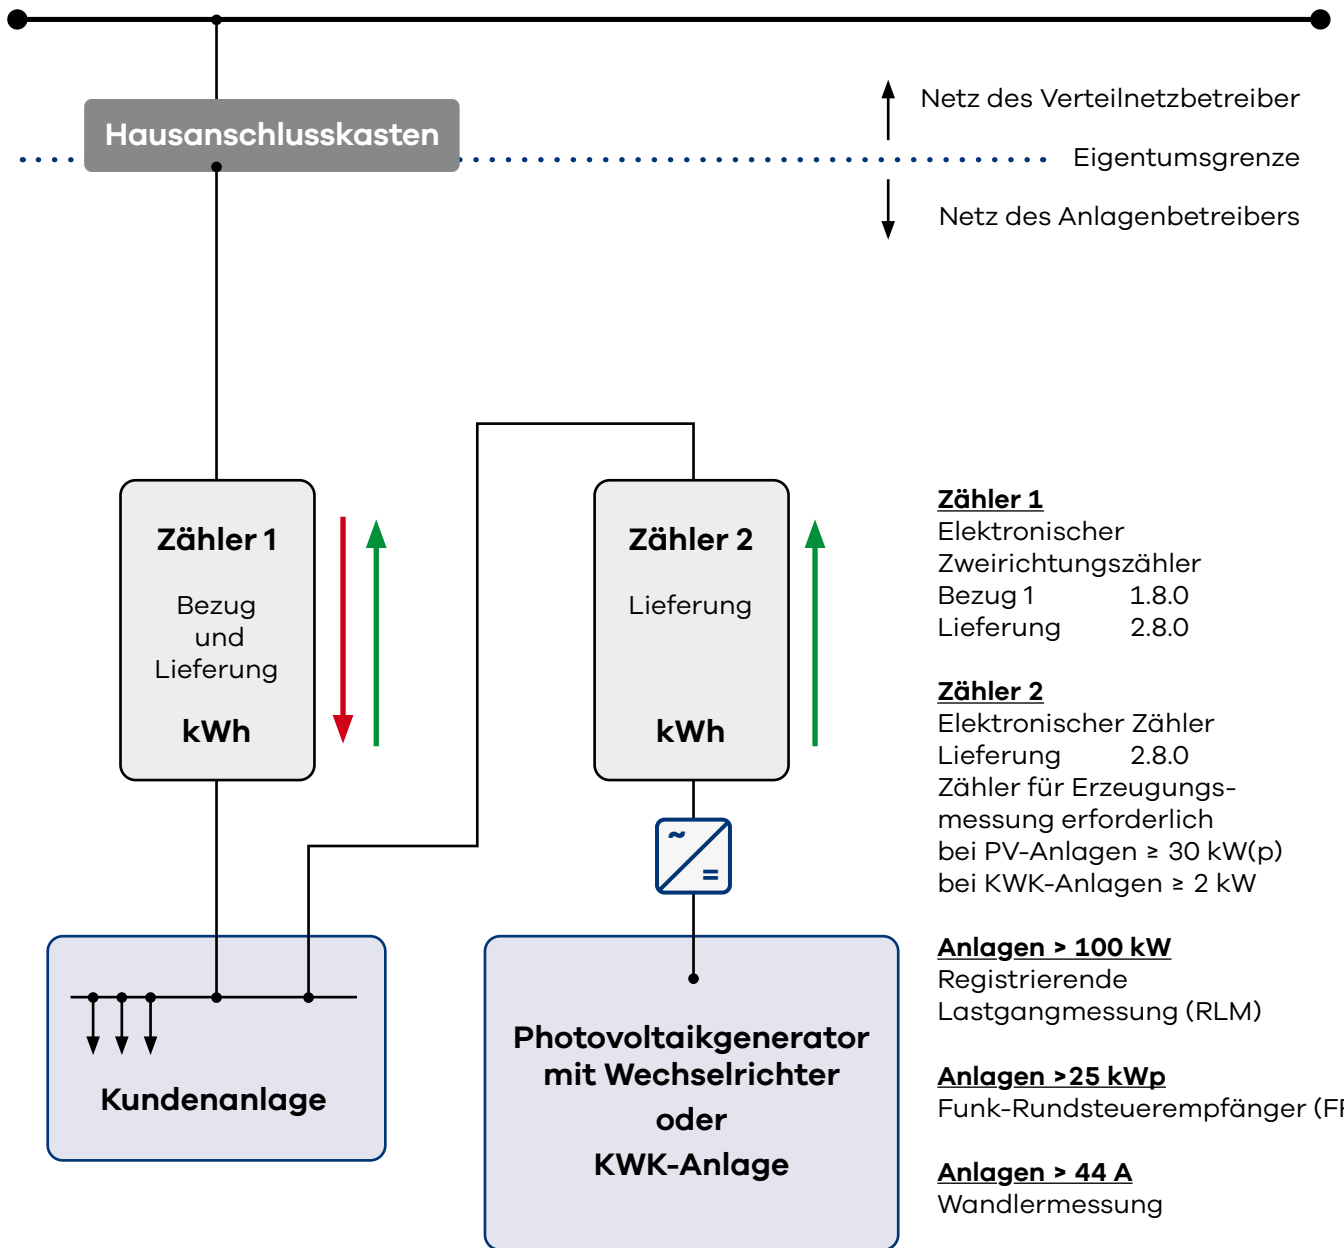 Hausanschlusskasten
Netz des Verteilnetzbetreiber
Eigentumsgrenze
Netz des Anlagenbetreibers
Zähler 1
Bezug
und
Lieferung
kWh
Zähler 2
Lieferung
kWh
~
=
Kundenanlage
Photovoltaikgenerator
mit Wechselrichter
oder
KWK-Anlage
Zähler 1
Elektronischer
Zweirichtungszähler
Bezug 1 1.8.0
Lieferung 2.8.0
Zähler 2
Elektronischer Zähler
Lieferung 2.8.0
Zähler für Erzeugungs-
messung erforderlich
bei PV-Anlagen ≥ 30 kW(p)
bei KWK-Anlagen ≥ 2 kW
Anlagen > 100 kW
Registrierende
Lastgangmessung (RLM)
Anlagen >25 kWp
Funk-Rundsteuerempfänger
Anlagen > 44 A
Wandlermessung